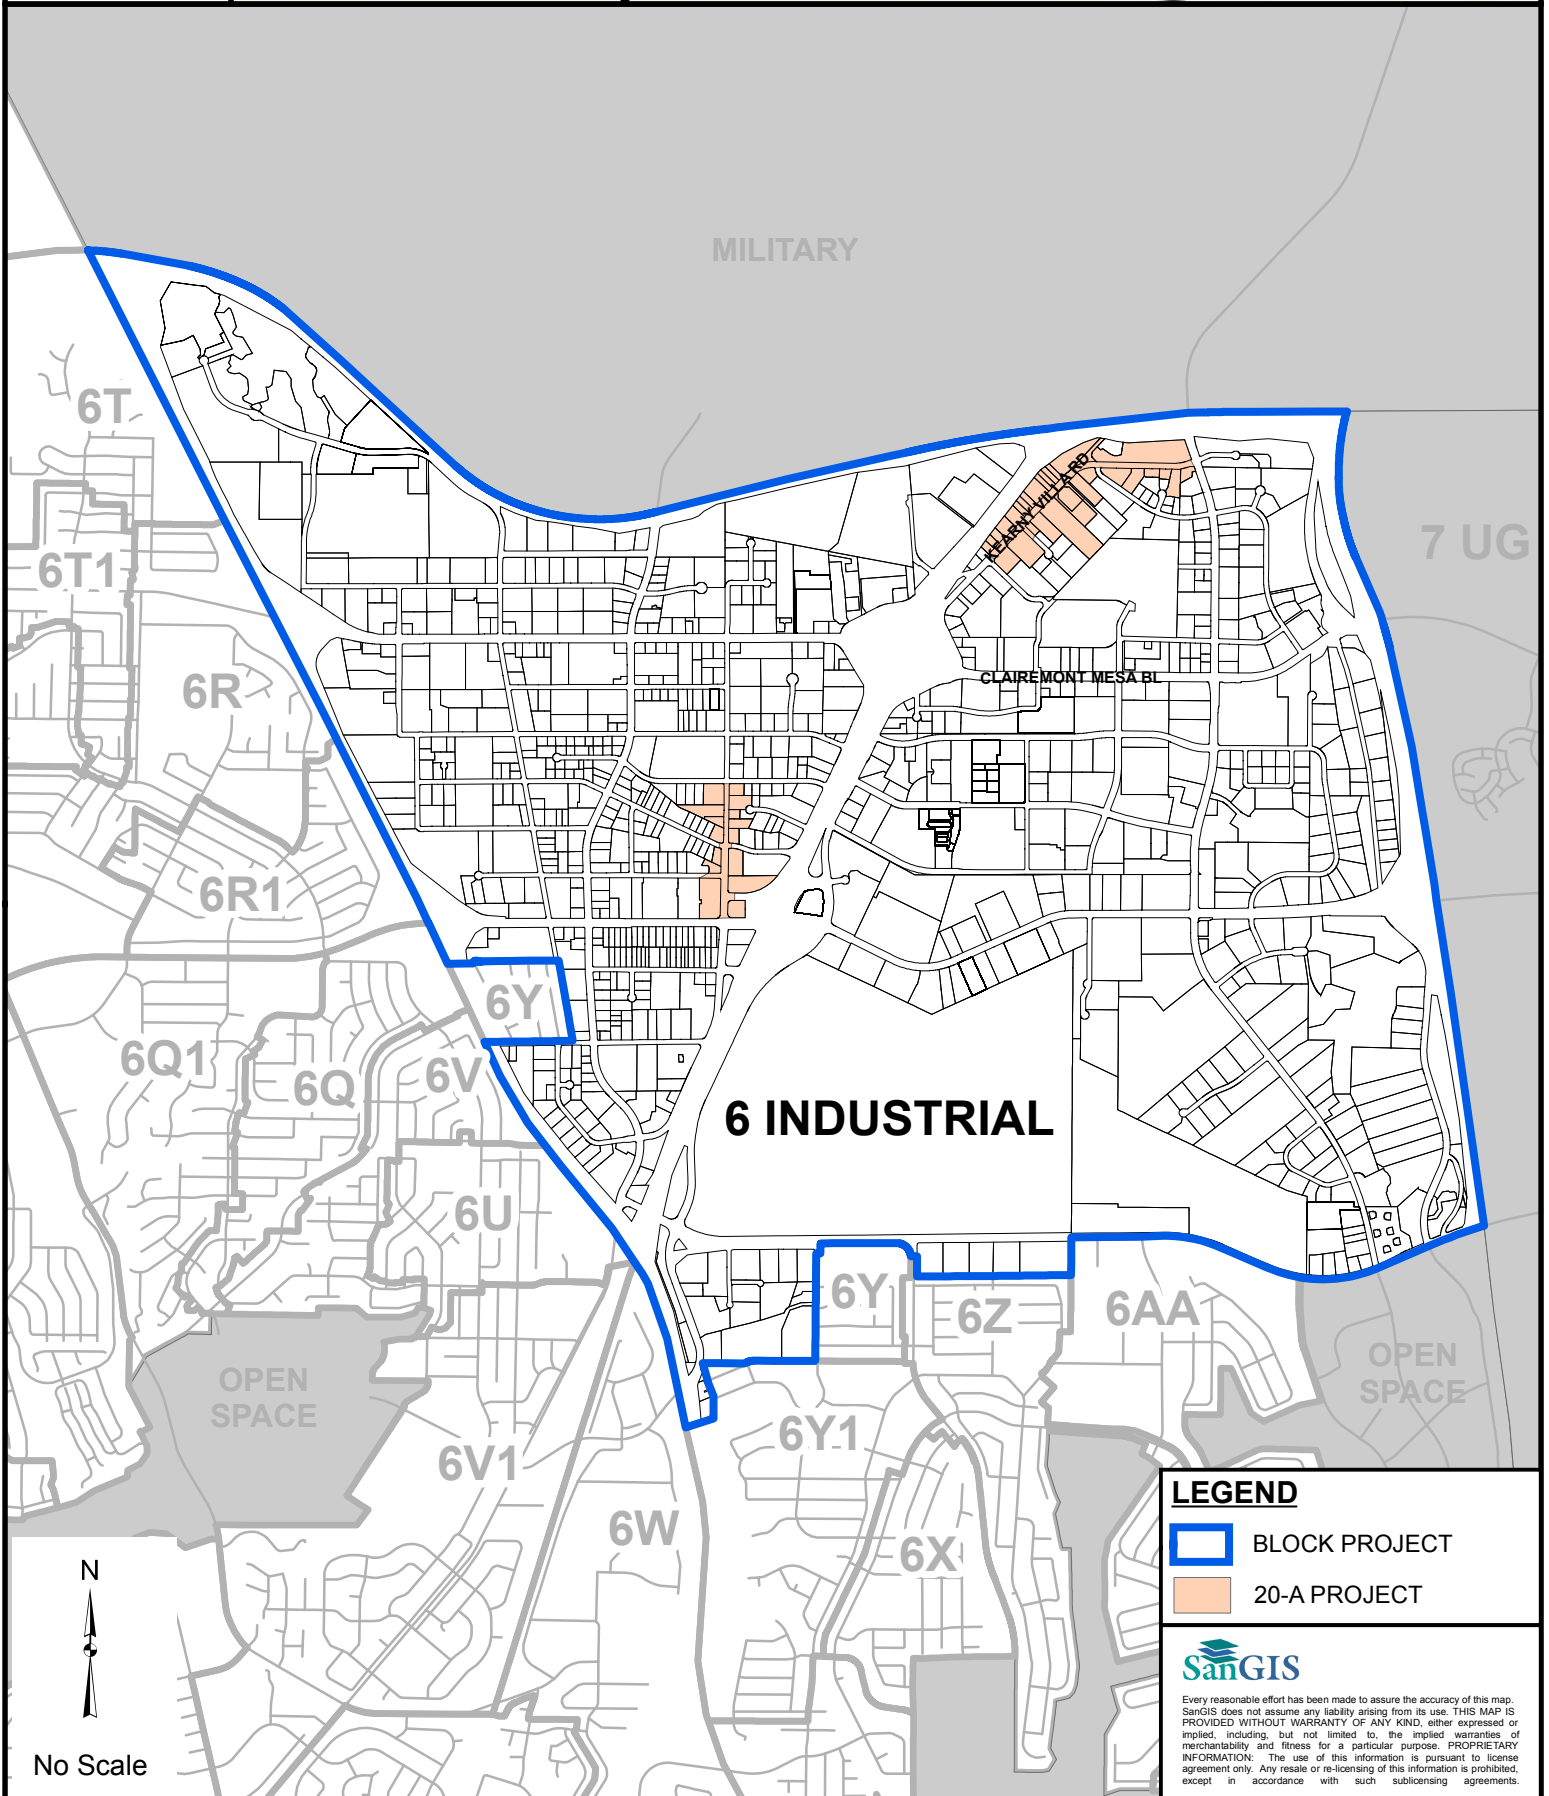 MILITARY
6T
KEARNY VILLA RD
7 UG
6T1
6R
CLAIREMONT MESA BL
6R1
6Y
6Q1
6Q
6V
6 INDUSTRIAL
6U
6Y
6Z
6AA
OPEN
SPACE
OPEN
SPACE
6Y1
6V1
6W
6X
LEGEND
BLOCK PROJECT
20-A PROJECT
N
No Scale
SanGIS
Every reasonable effort has been made to assure the accuracy of this map.
SanGIS does not assume any liability arising from its use. THIS MAP IS
PROVIDED WITHOUT WARRANTY OF ANY KIND, either expressed or
implied, including, but not limited to, the implied warranties of
merchantability and fitness for a particular purpose. PROPRIETARY
INFORMATION: The use of this information is pursuant to license
agreement only. Any resale or re-licensing of this information is prohibited,
except in accordance with such sublicensing agreements.